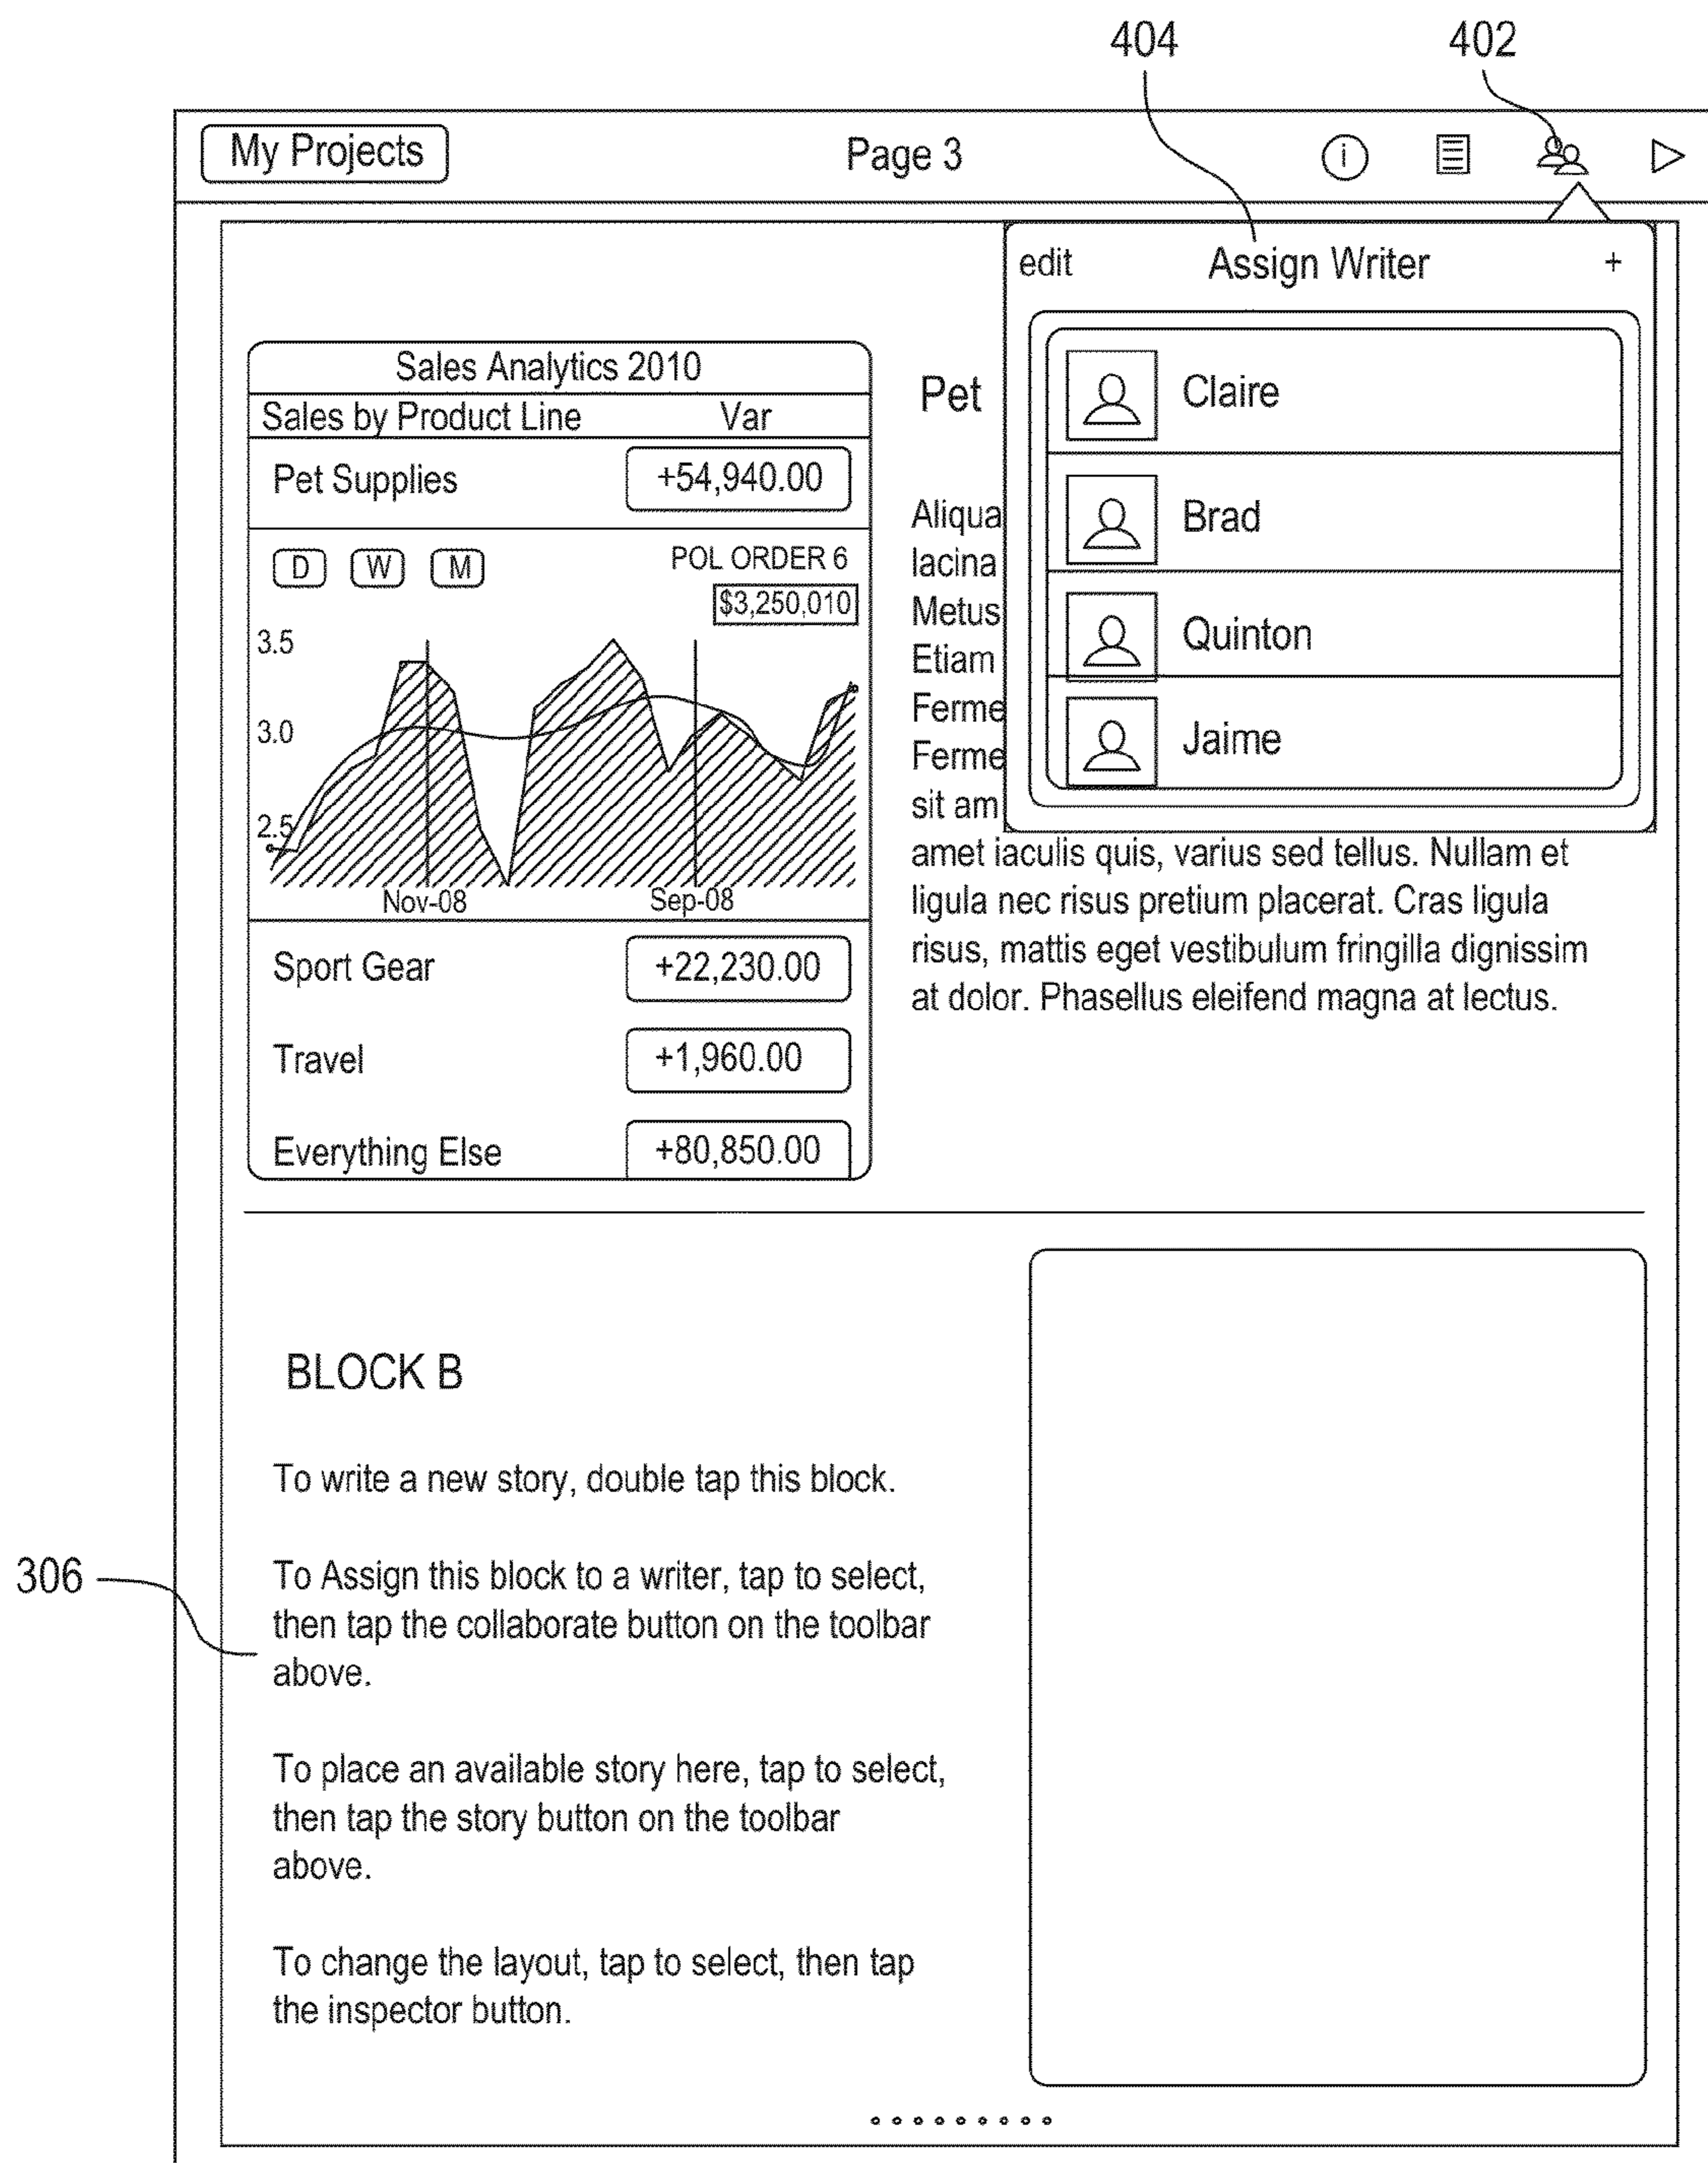 404
402
My Projects
Page 3
i
edit
Assign Writer
+
Claire
Brad
Quinton
Jaime
Sales Analytics 2010
Sales by Product Line
Var
Pet Supplies
+54,940.00
D
W
M
POL ORDER 6
$3,250,010
3.5
3.0
2.5
Nov-08
Sep-08
Sport Gear
+22,230.00
Travel
+1,960.00
Everything Else
+80,850.00
Pet
Aliqua
lacina
Metus
Etiam
Ferme
Ferme
sit am
amet iaculis quis, varius sed tellus. Nullam et
ligula nec risus pretium placerat. Cras ligula
risus, mattis eget vestibulum fringilla dignissim
at dolor. Phasellus eleifend magna at lectus.
BLOCK B
To write a new story, double tap this block.
306
To Assign this block to a writer, tap to select,
then tap the collaborate button on the toolbar
above.
To place an available story here, tap to select,
then tap the story button on the toolbar
above.
To change the layout, tap to select, then tap
the inspector button.